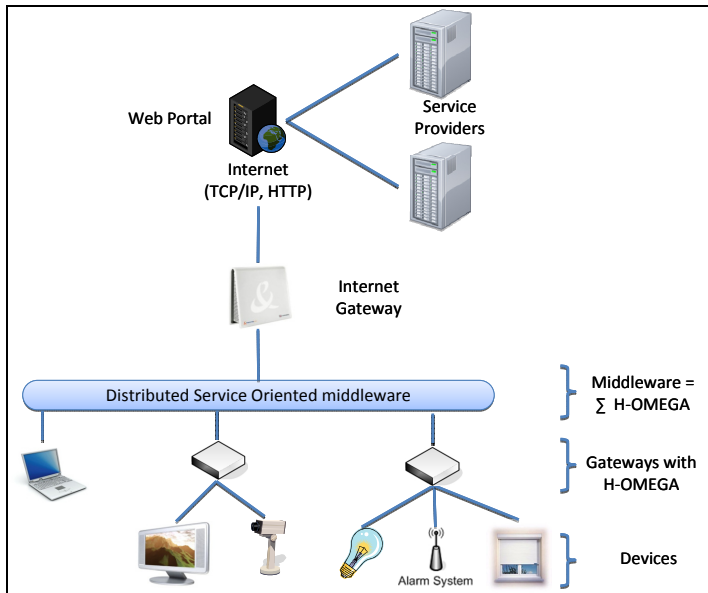 Web Portal
Service
Providers
Internet
(TCP/IP, HTTP)
Internet
Gateway
&
Distributed Service Oriented middleware
Middleware =
∑ H-OMEGA
Gateways with
H-OMEGA
Devices
Alarm System